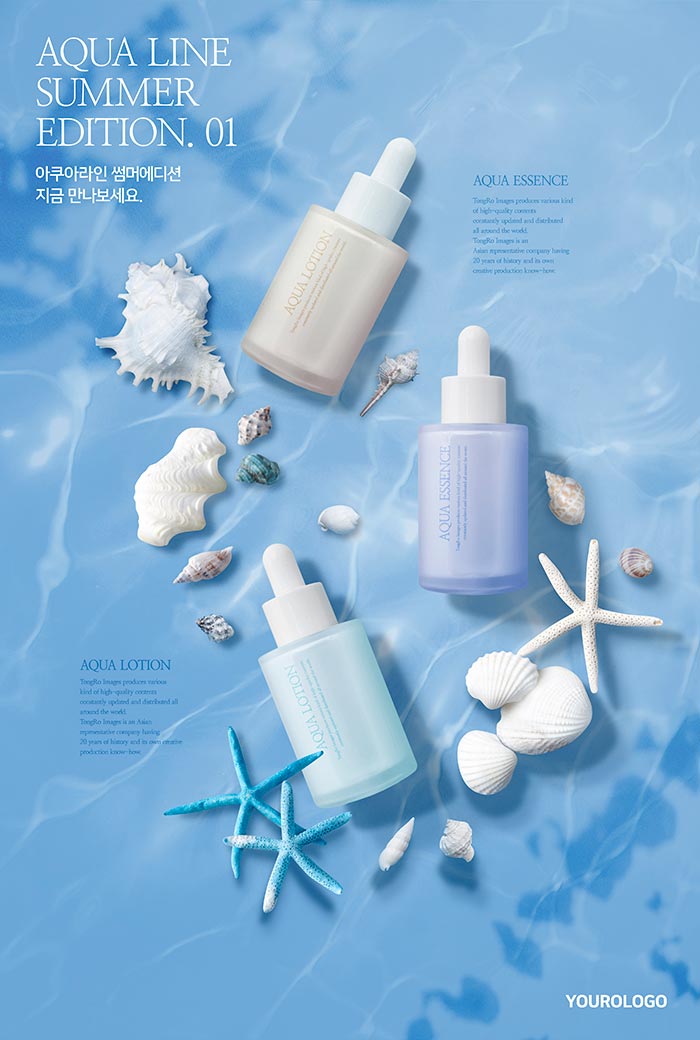 AQUA LINE
SUMMER
EDITION. 01
아쿠아라인 썸머에디션
지금 만나보세요.
AQUA ESSENCE
TongRo Images produces various kind
of high-quality contents
constantly updated and distributed
all around the world.
TongRo Images is an
Asian representative company having
20 years of history and its own
creative production know-how.
AQUA LOTION
AQUA ESSENCE
AQUA LOTION
AQUA LOTION
TongRo Images produces various
kind of high-quality contents
constantly updated and distributed all
around the world.
TongRo Images is an Asian
representative company having
20 years of history and its own creative
production know-how.
YOUROLOGO